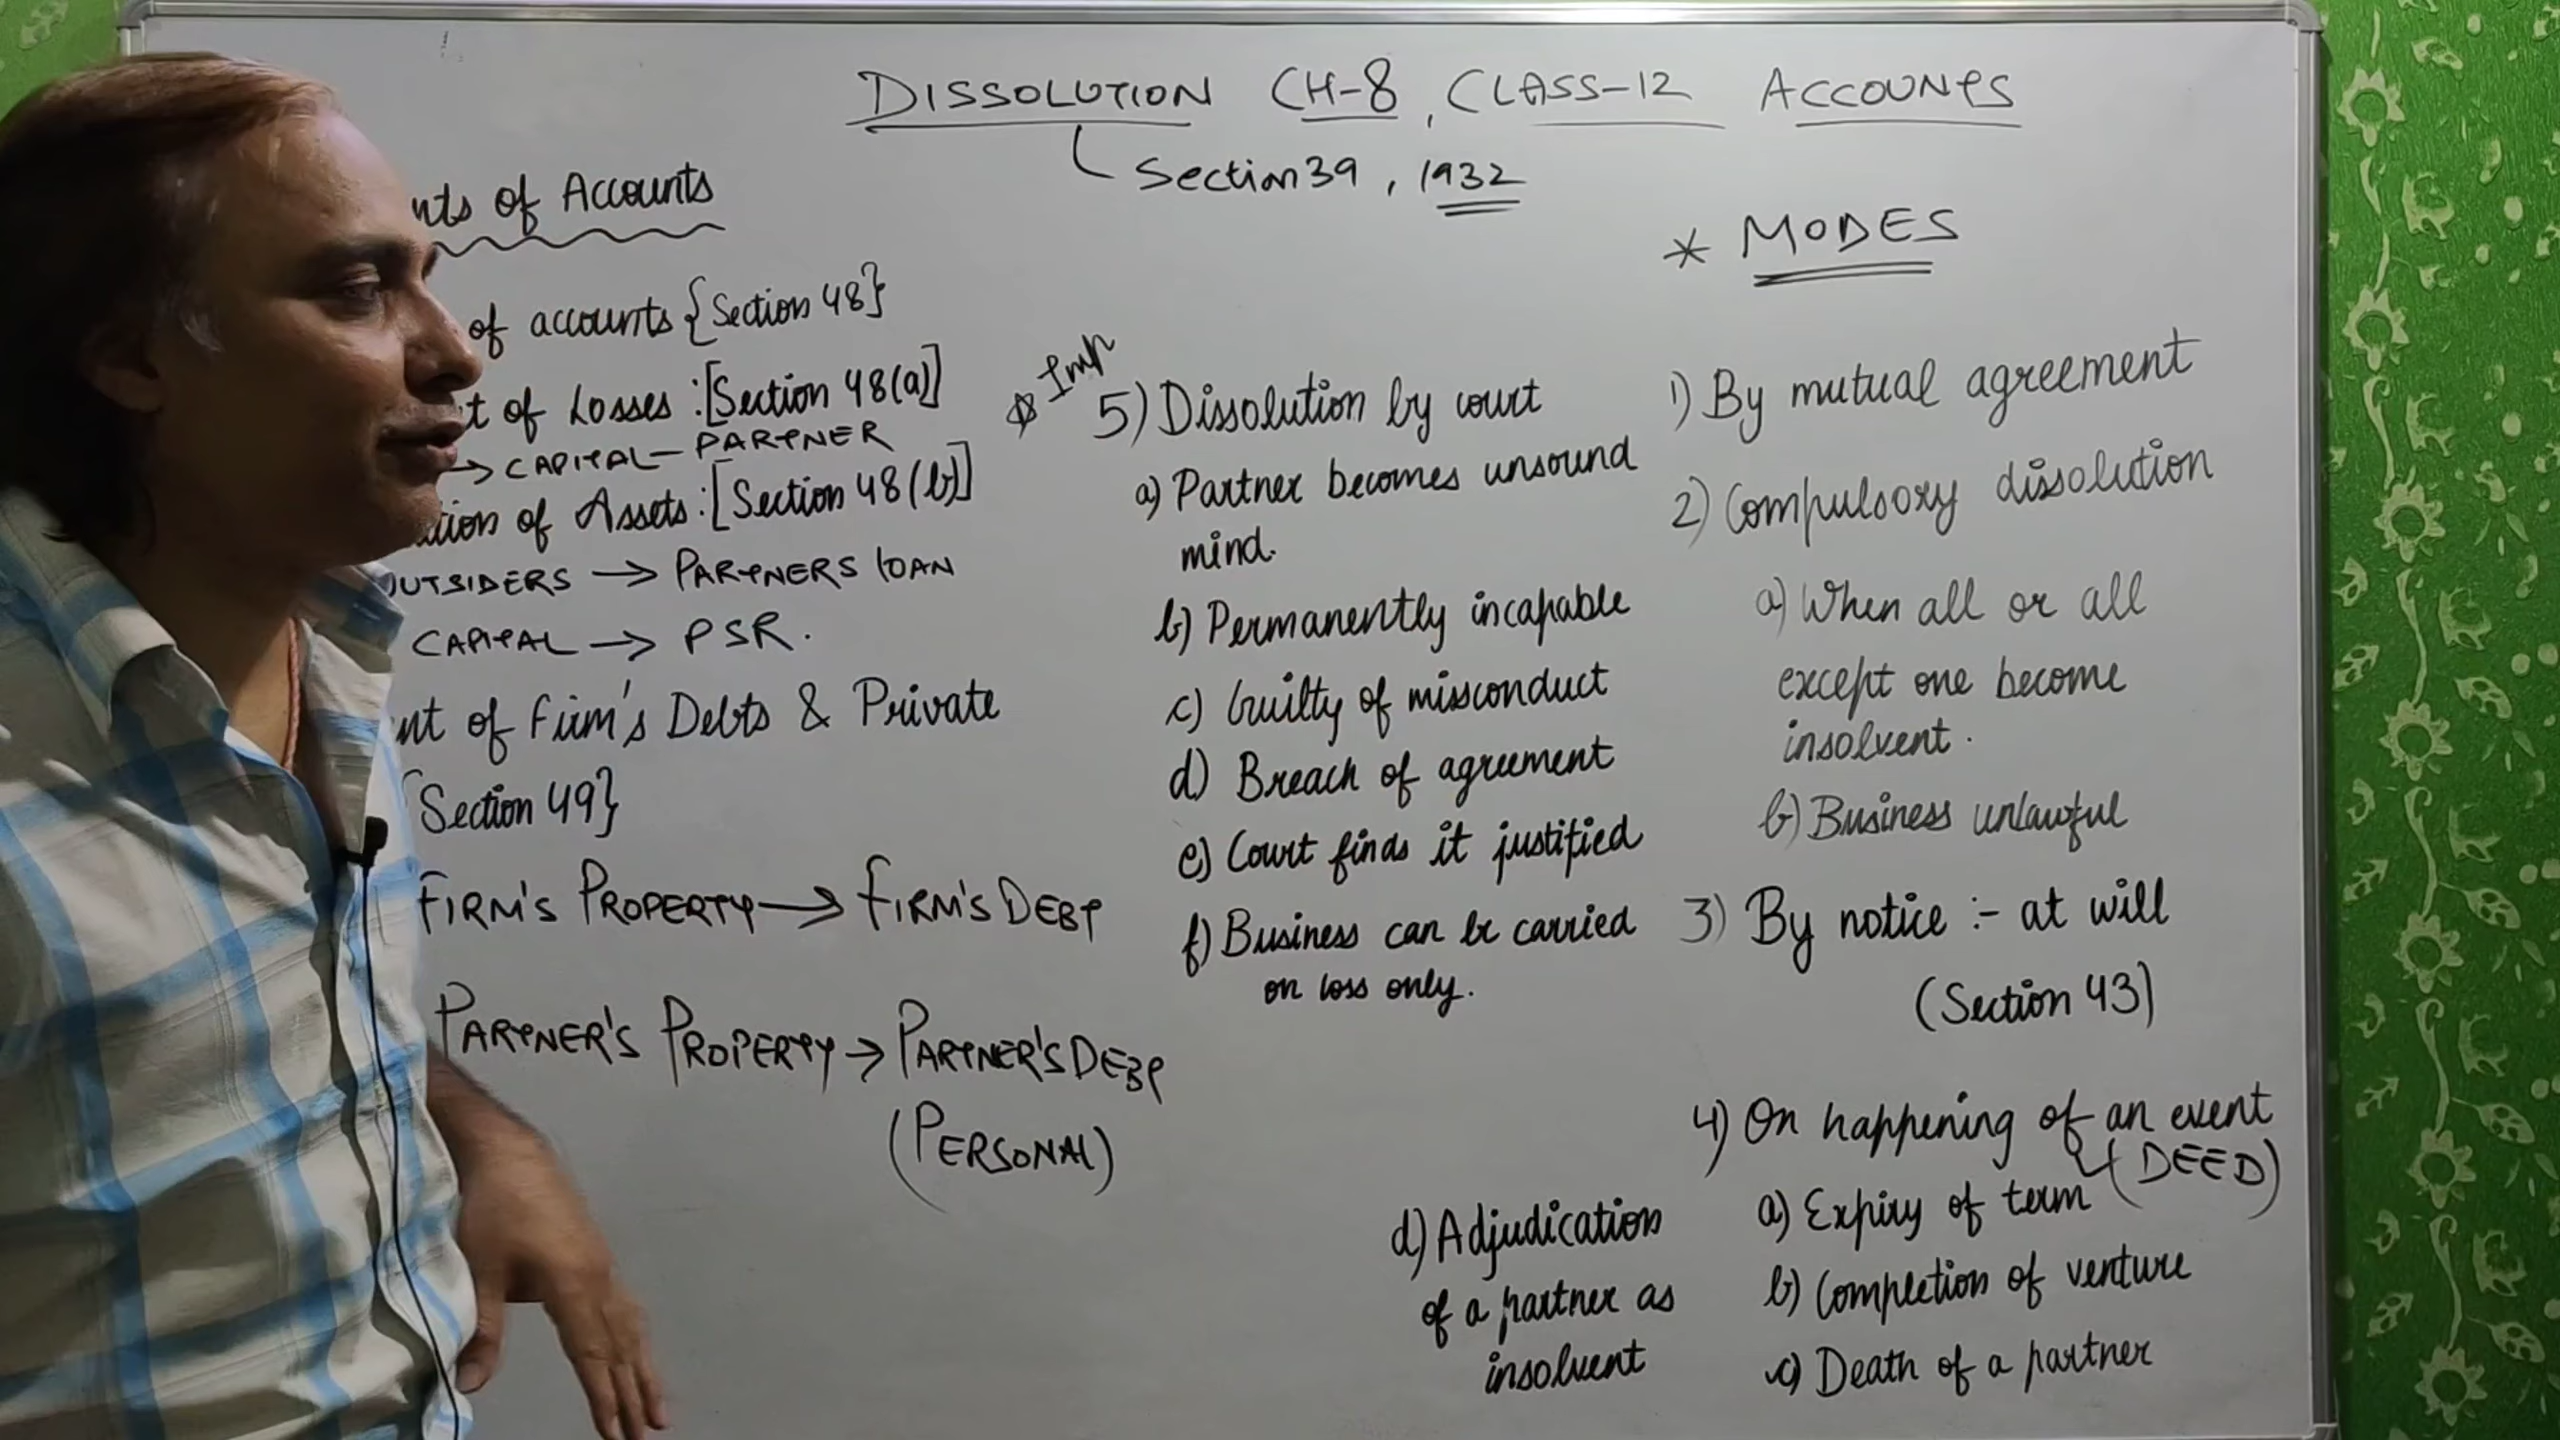 DISSOLUTION CH-8, CLASS-12 ACCOUNTS
Section 39, 1932
of Accounts
of accounts {Section 48}
of Losses :[Section 48(a)]
→ CAPITAL - PARTNER
of Assets :[Section 48(b)]
OUTSIDERS → PARTNERS LOAN
CAPITAL → PSR.
of Firm's Debts & Private
{Section 49}
FIRM'S PROPERTY → FIRM'S DEBT
PARTNER'S PROPERTY → PARTNER'S DEBT
(PERSONAL)
Imp
5) Dissolution by court
a) Partner becomes unsound
mind.
b) Permanently incapable
c) Guilty of misconduct
d) Breach of agreement
e) Court finds it justified
f) Business can be carried
on loss only.
* MODES
1) By mutual agreement
2) Compulsory dissolution
a) When all or all
except one become
insolvent.
b) Business unlawful
3) By notice :- at will
(Section 43)
4) On happening of an event
(DEED)
a) Expiry of term
b) Completion of venture
c) Death of a partner
d) Adjudication
of a partner as
insolvent